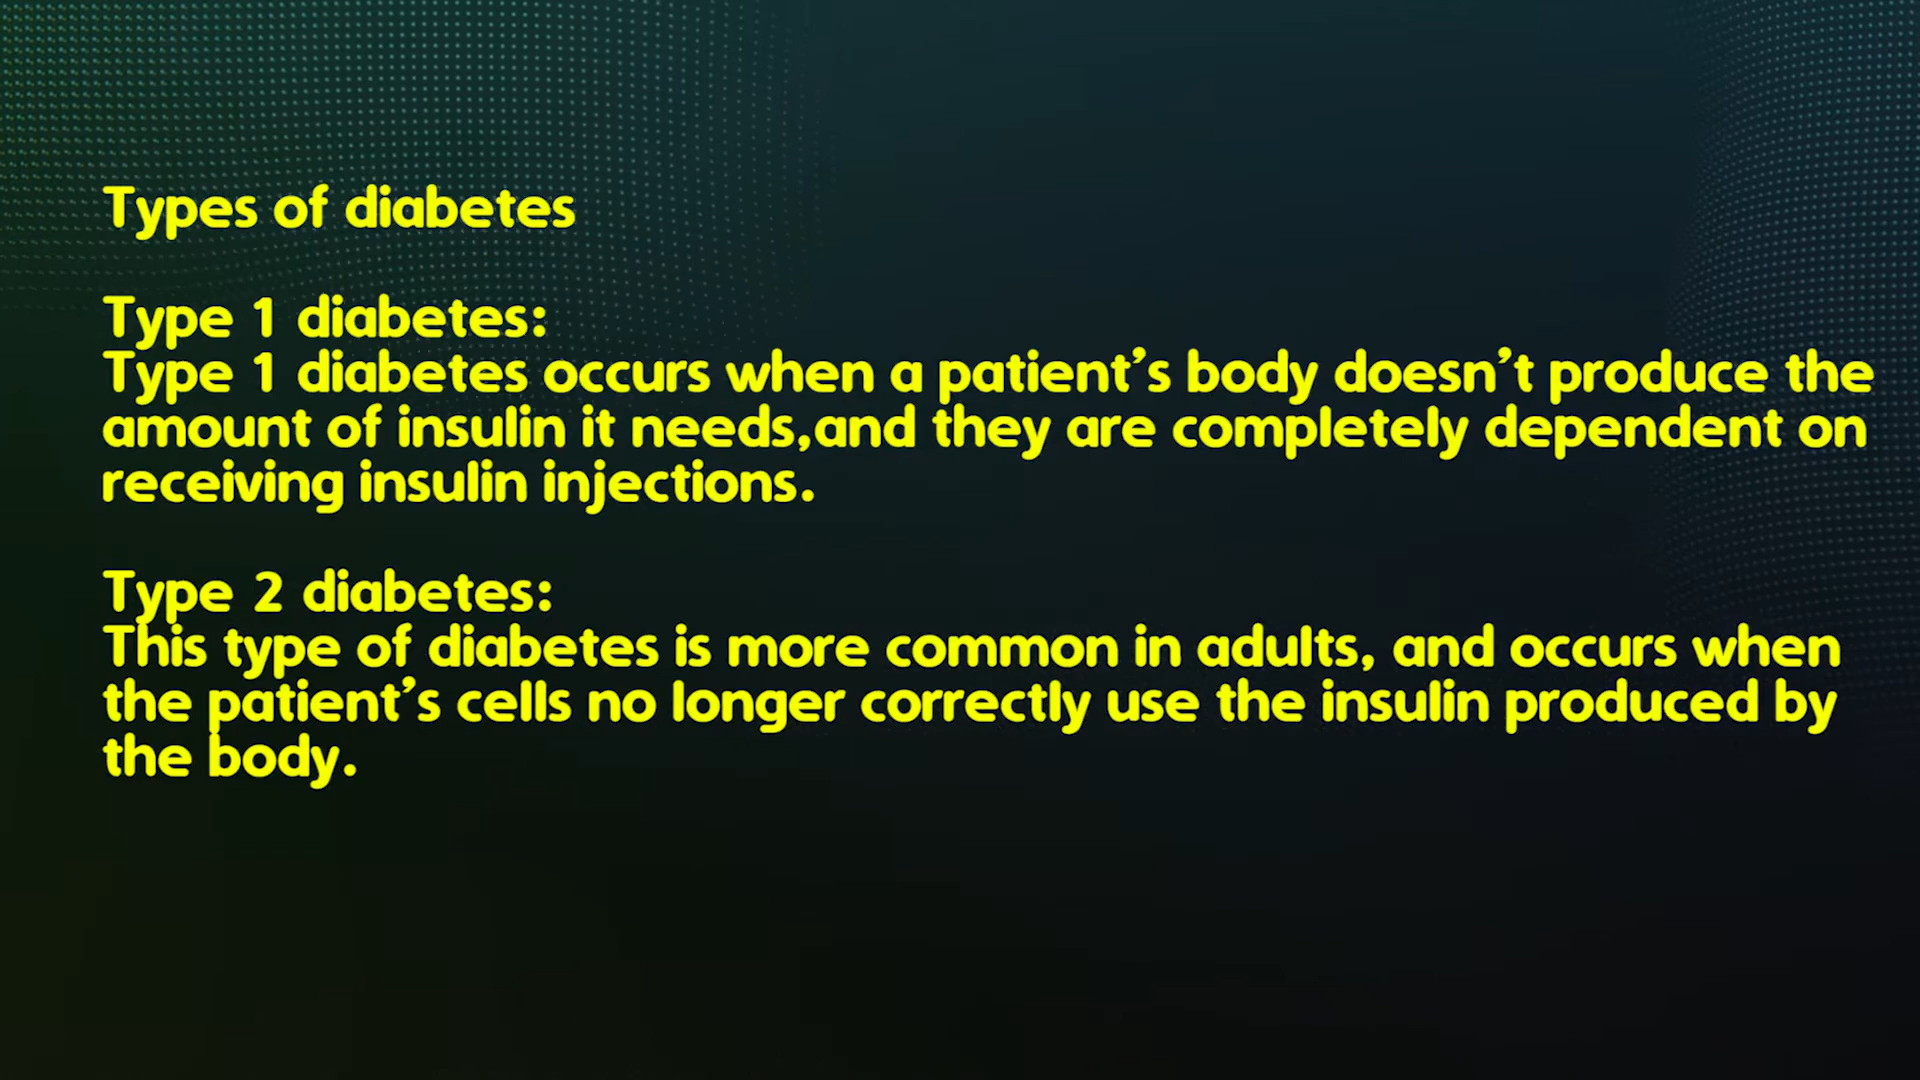 Types of diabetes
Type 1 diabetes:
Type 1 diabetes occurs when a patient’s body doesn’t produce the
amount of insulin it needs,and they are completely dependent on
receiving insulin injections.
Type 2 diabetes:
This type of diabetes is more common in adults, and occurs when
the patient’s cells no longer correctly use the insulin produced by
the body.